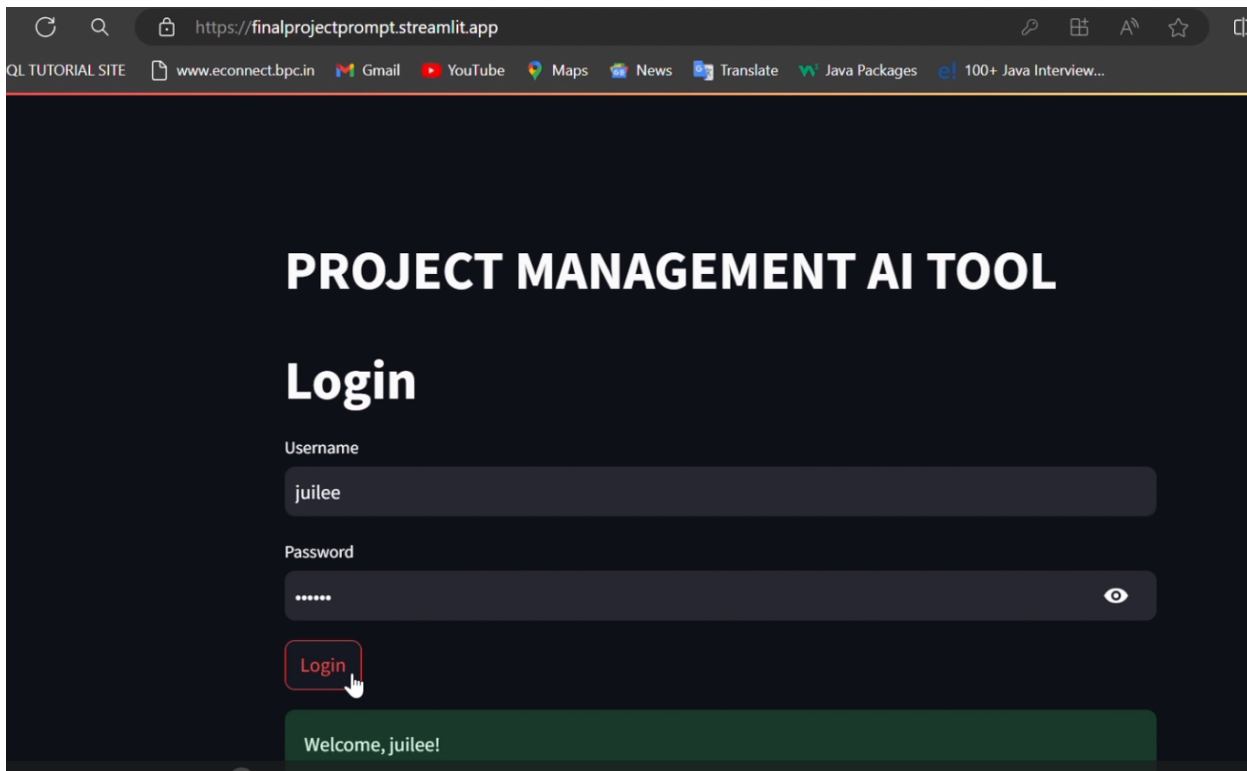 https://finalprojectprompt.streamlit.app
QL TUTORIAL SITE www.econnect.bpc.in Gmail YouTube Maps News Translate Java Packages 100+ Java Interview...
PROJECT MANAGEMENT AI TOOL
Login
Username
juilee
Password
••••••
Login
Welcome, juilee!